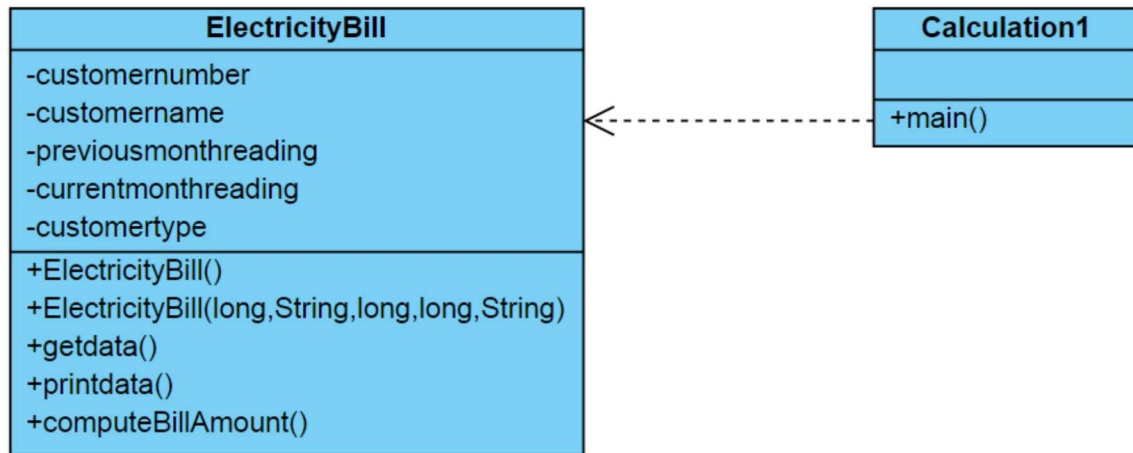 ElectricityBill
-customernumber
-customername
-previousmonthreading
-currentmonthreading
-customertype
+ElectricityBill()
+ElectricityBill(long,String,long,long,String)
+getdata()
+printdata()
+computeBillAmount()
Calculation1
+main()